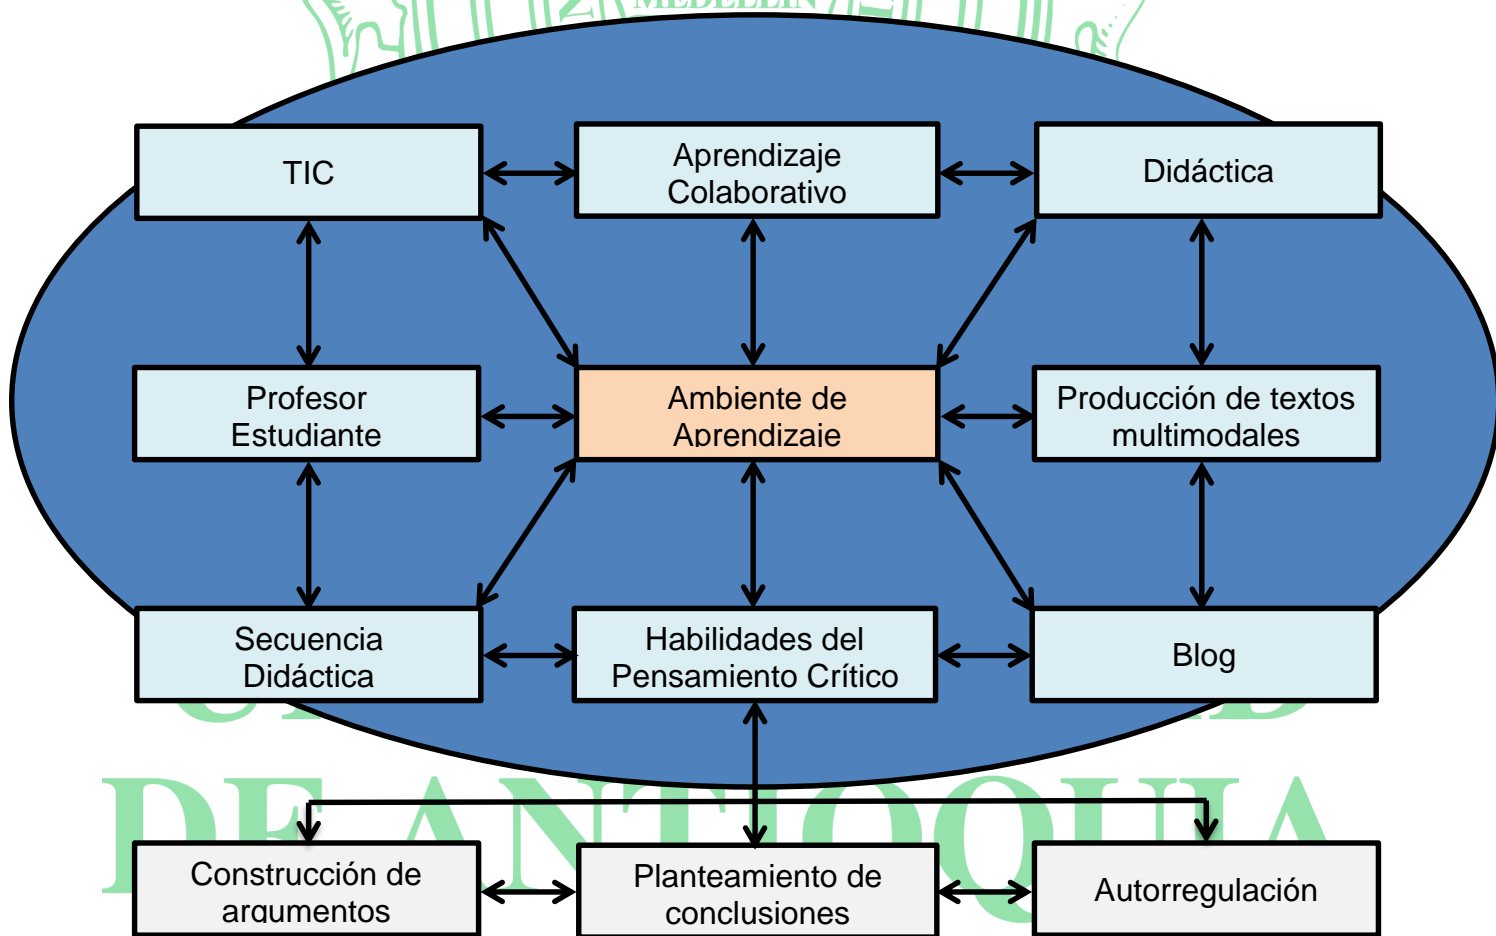 MEDELLÍN
TIC
Aprendizaje
Colaborativo
Didáctica
Profesor
Estudiante
Ambiente de
Aprendizaje
Producción de textos
multimodales
Secuencia
Didáctica
Habilidades del
Pensamiento Crítico
Blog
DE ANTIOQUIA
Construcción de
argumentos
Planteamiento de
conclusiones
Autorregulación